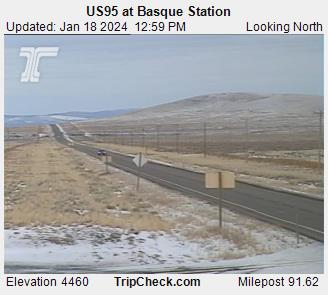 US95 at Basque Station
Updated: Jan 18 2024 12:59 PM Looking North
Elevation 4460 TripCheck.com Milepost 91.62